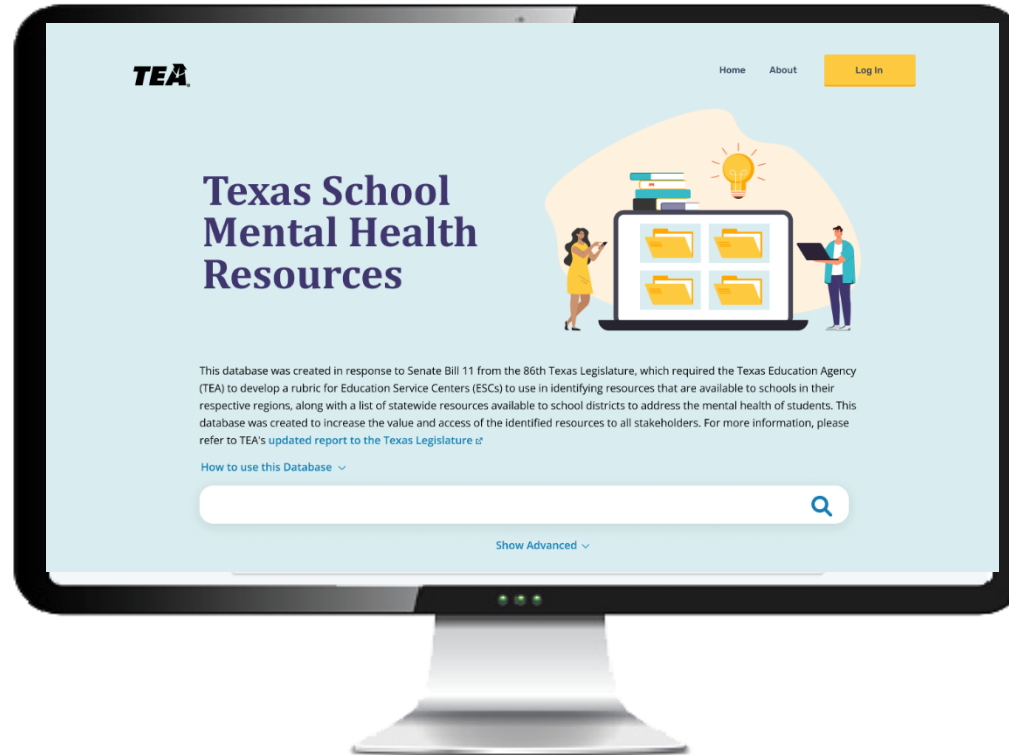 TEA
Home About Log In
Texas School
Mental Health
Resources
This database was created in response to Senate Bill 11 from the 86th Texas Legislature, which required the Texas Education Agency
(TEA) to develop a rubric for Education Service Centers (ESCs) to use in identifying resources that are available to schools in their
respective regions, along with a list of statewide resources available to school districts to address the mental health of students. This
database was created to increase the value and access of the identified resources to all stakeholders. For more information, please
refer to TEA's updated report to the Texas Legislature
How to use this Database
Show Advanced